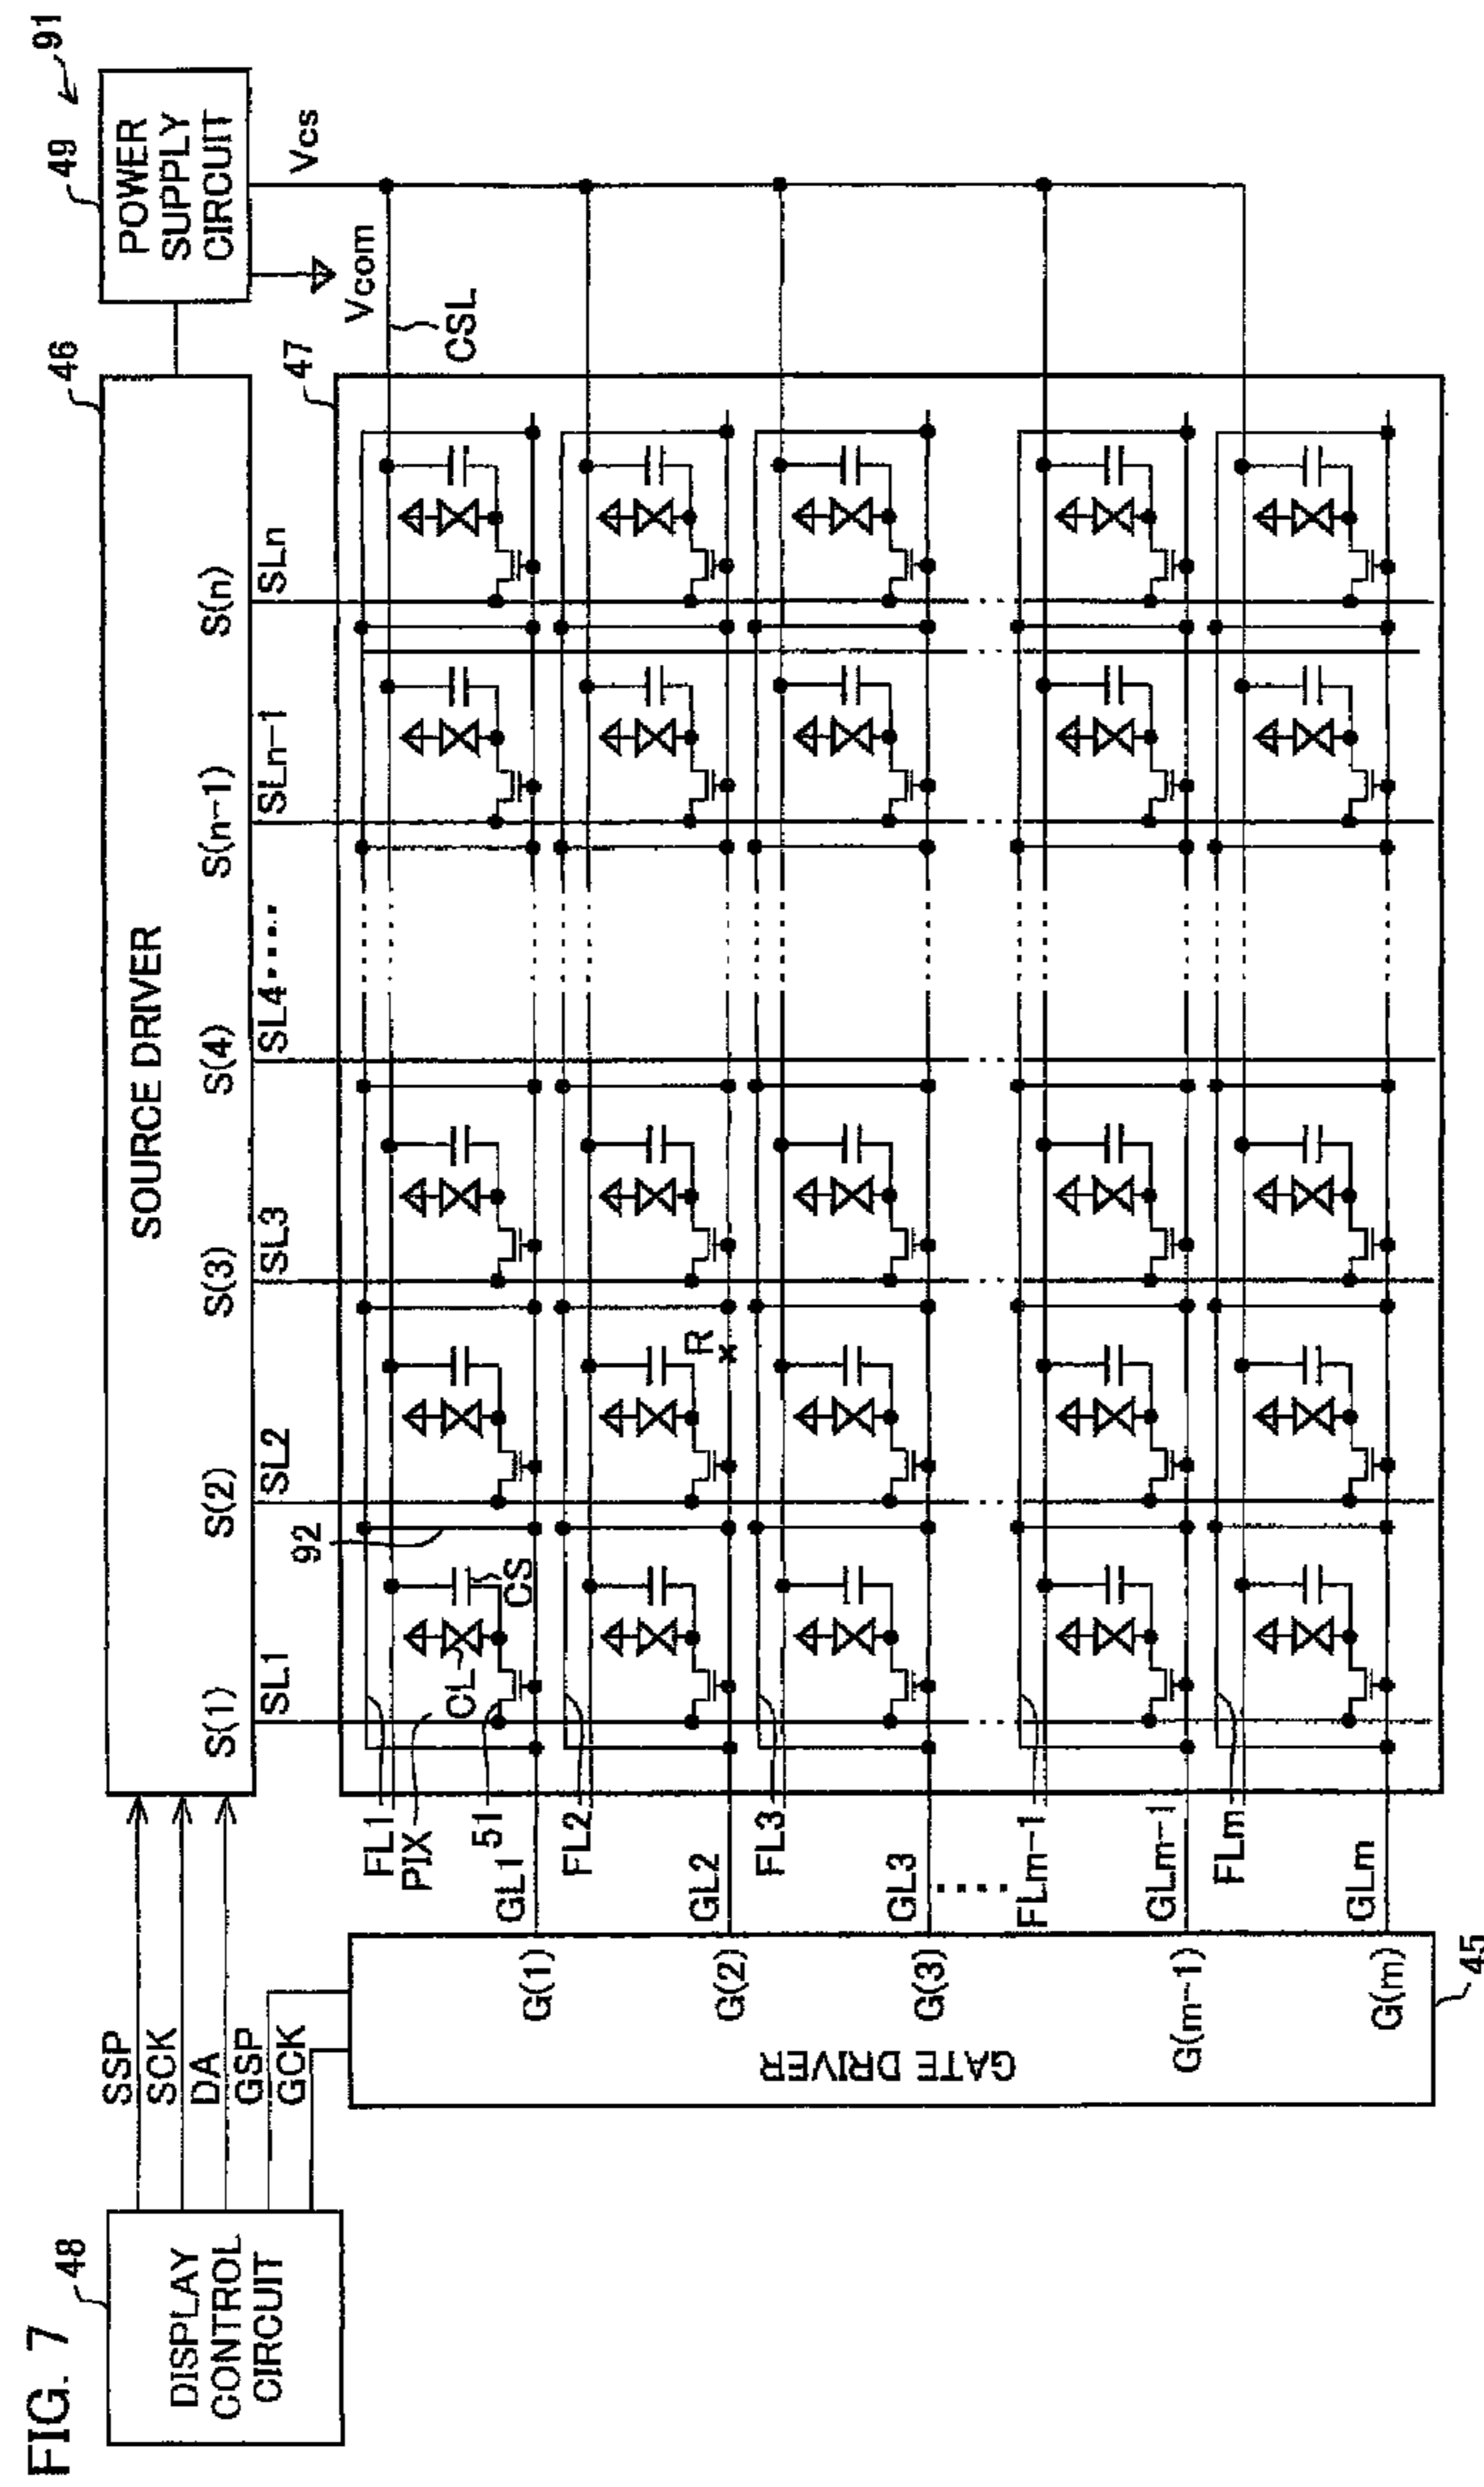 FIG. 7
91
48
DISPLAY
CONTROL
CIRCUIT
SSP
SCK
DA
GSP
GCK
46
SOURCE DRIVER
S(1)
S(2)
S(3)
S(4)
S(n-1)
S(n)
49
POWER
SUPPLY
CIRCUIT
Vcom
Vcs
CSL
SL1
SL2
SL3
SL4
SLn-1
SLn
47
92
FL1
PIX
CL
CS
51
GL1
FL2
R
GL2
FL3
GL3
FLm-1
GLm-1
FLm
GLm
GATE DRIVER
G(1)
G(2)
G(3)
G(m-1)
G(m)
45